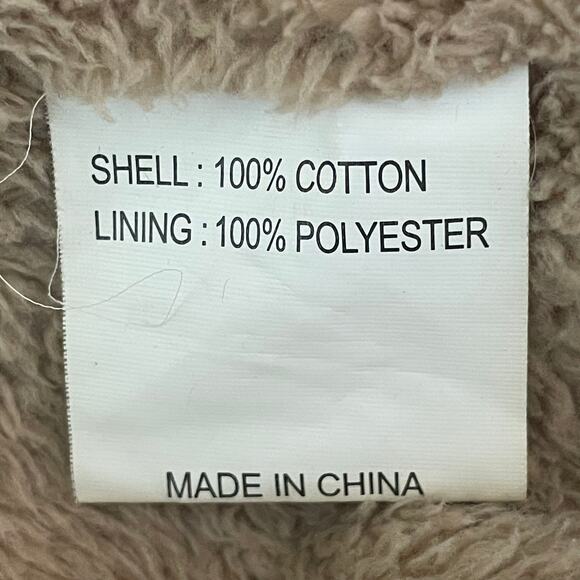 SHELL : 100% COTTON
LINING : 100% POLYESTER
MADE IN CHINA